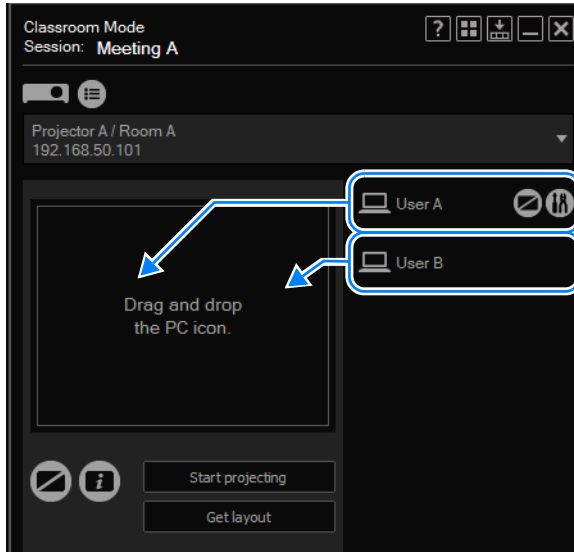 Classroom Mode
Session: Meeting A
Projector A / Room A
192.168.50.101
User A
User B
Drag and drop
the PC icon.
Start projecting
Get layout